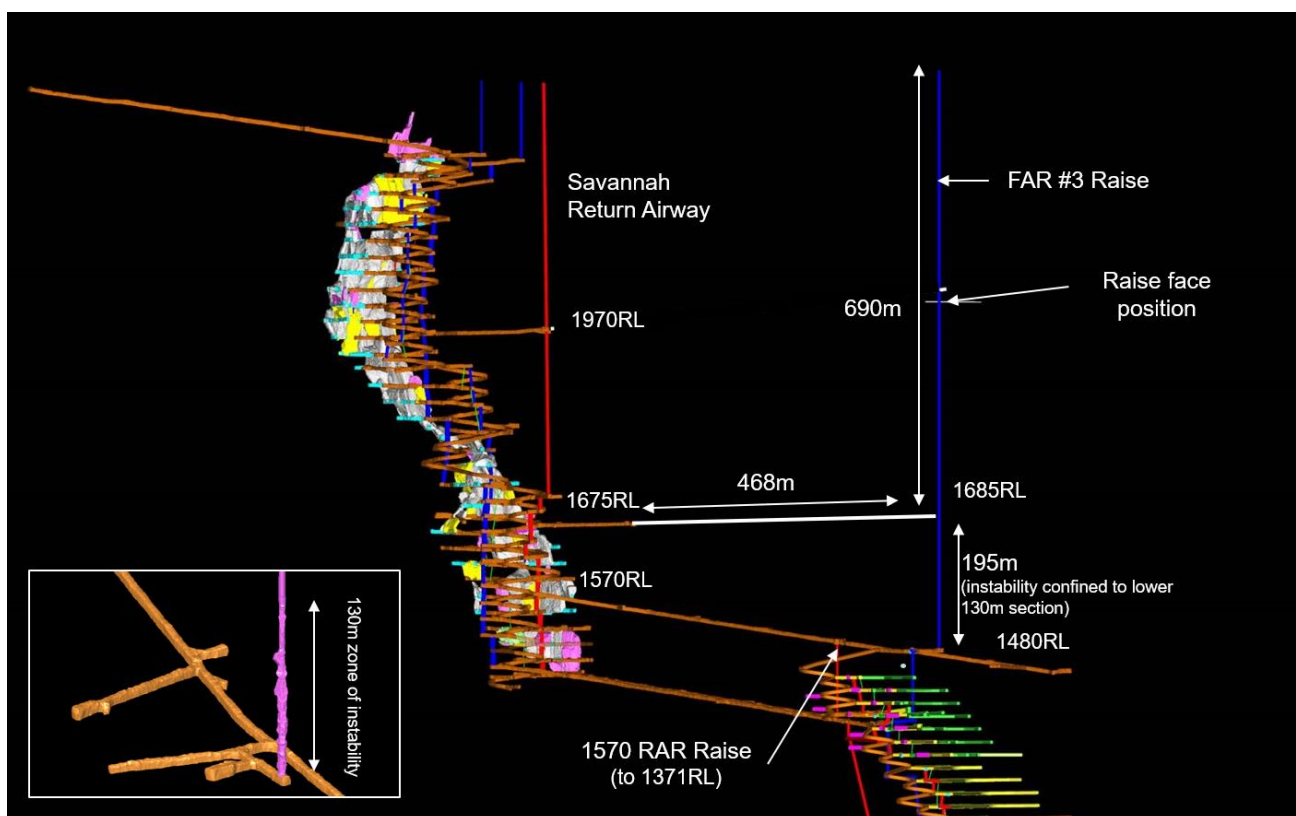 Savannah
Return Airway
FAR #3 Raise
Raise face
position
690m
1970RL
468m
1675RL
1685RL
195m
(instability confined to lower
130m section)
1570RL
1480RL
130m zone of instability
1570 RAR Raise
(to 1371RL)